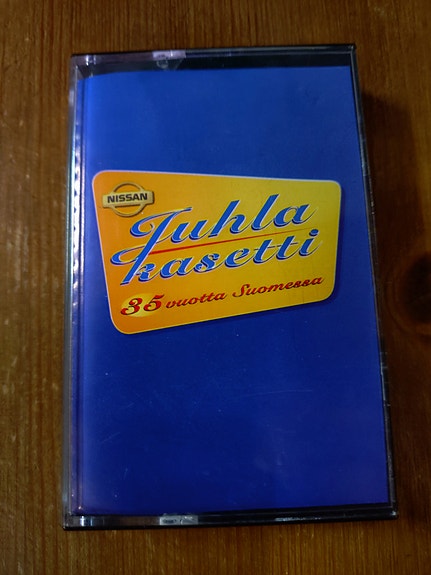 NISSAN
Juhla
kasetti
35 vuotta Suomessa